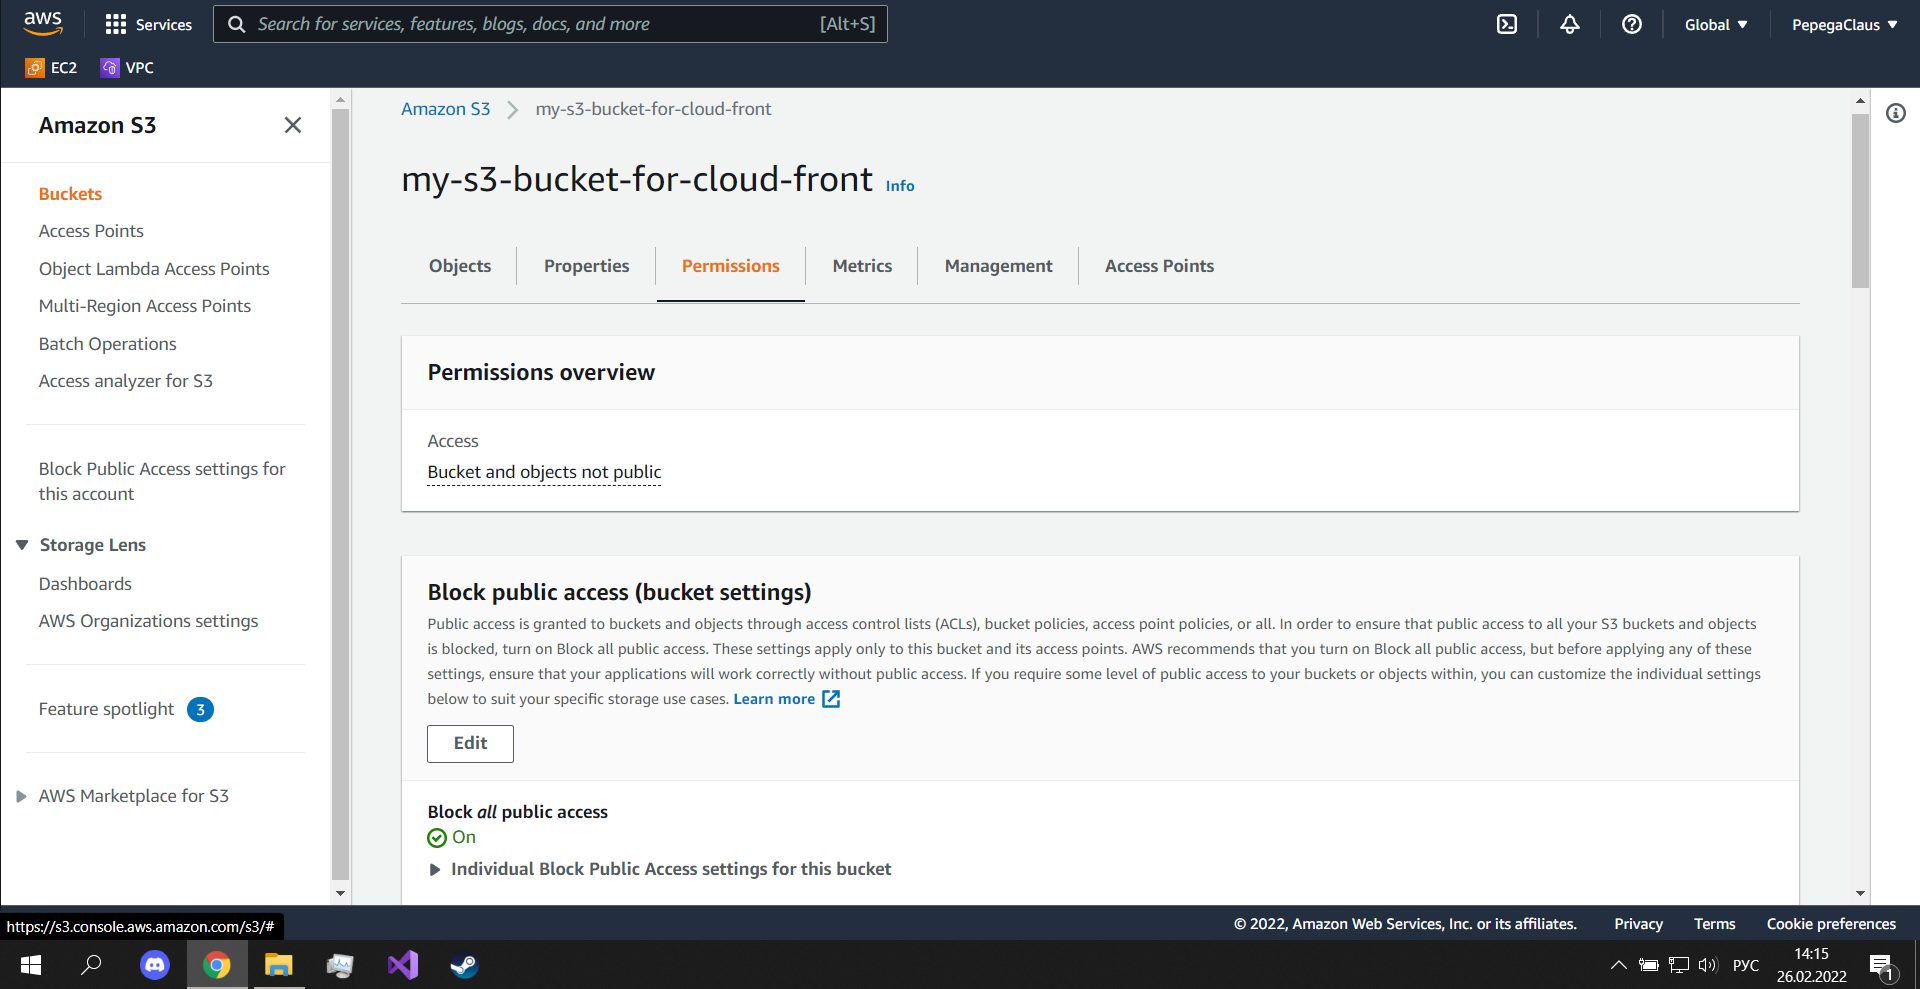 aws
Services
Search for services, features, blogs, docs, and more
[Alt+S]
Global
PepegaClaus
EC2
VPC
Amazon S3
Buckets
Access Points
Object Lambda Access Points
Multi-Region Access Points
Batch Operations
Access analyzer for S3
Block Public Access settings for
this account
Storage Lens
Dashboards
AWS Organizations settings
Feature spotlight 3
AWS Marketplace for S3
Amazon S3 > my-s3-bucket-for-cloud-front
my-s3-bucket-for-cloud-front Info
Objects
Properties
Permissions
Metrics
Management
Access Points
Permissions overview
Access
Bucket and objects not public
Block public access (bucket settings)
Public access is granted to buckets and objects through access control lists (ACLs), bucket policies, access point policies, or all. In order to ensure that public access to all your S3 buckets and objects
is blocked, turn on Block all public access. These settings apply only to this bucket and its access points. AWS recommends that you turn on Block all public access, but before applying any of these
settings, ensure that your applications will work correctly without public access. If you require some level of public access to your buckets or objects within, you can customize the individual settings
below to suit your specific storage use cases. Learn more
Edit
Block all public access
On
Individual Block Public Access settings for this bucket
https://s3.console.aws.amazon.com/s3/#
© 2022, Amazon Web Services, Inc. or its affiliates.
Privacy
Terms
Cookie preferences
РУС
14:15
26.02.2022
1